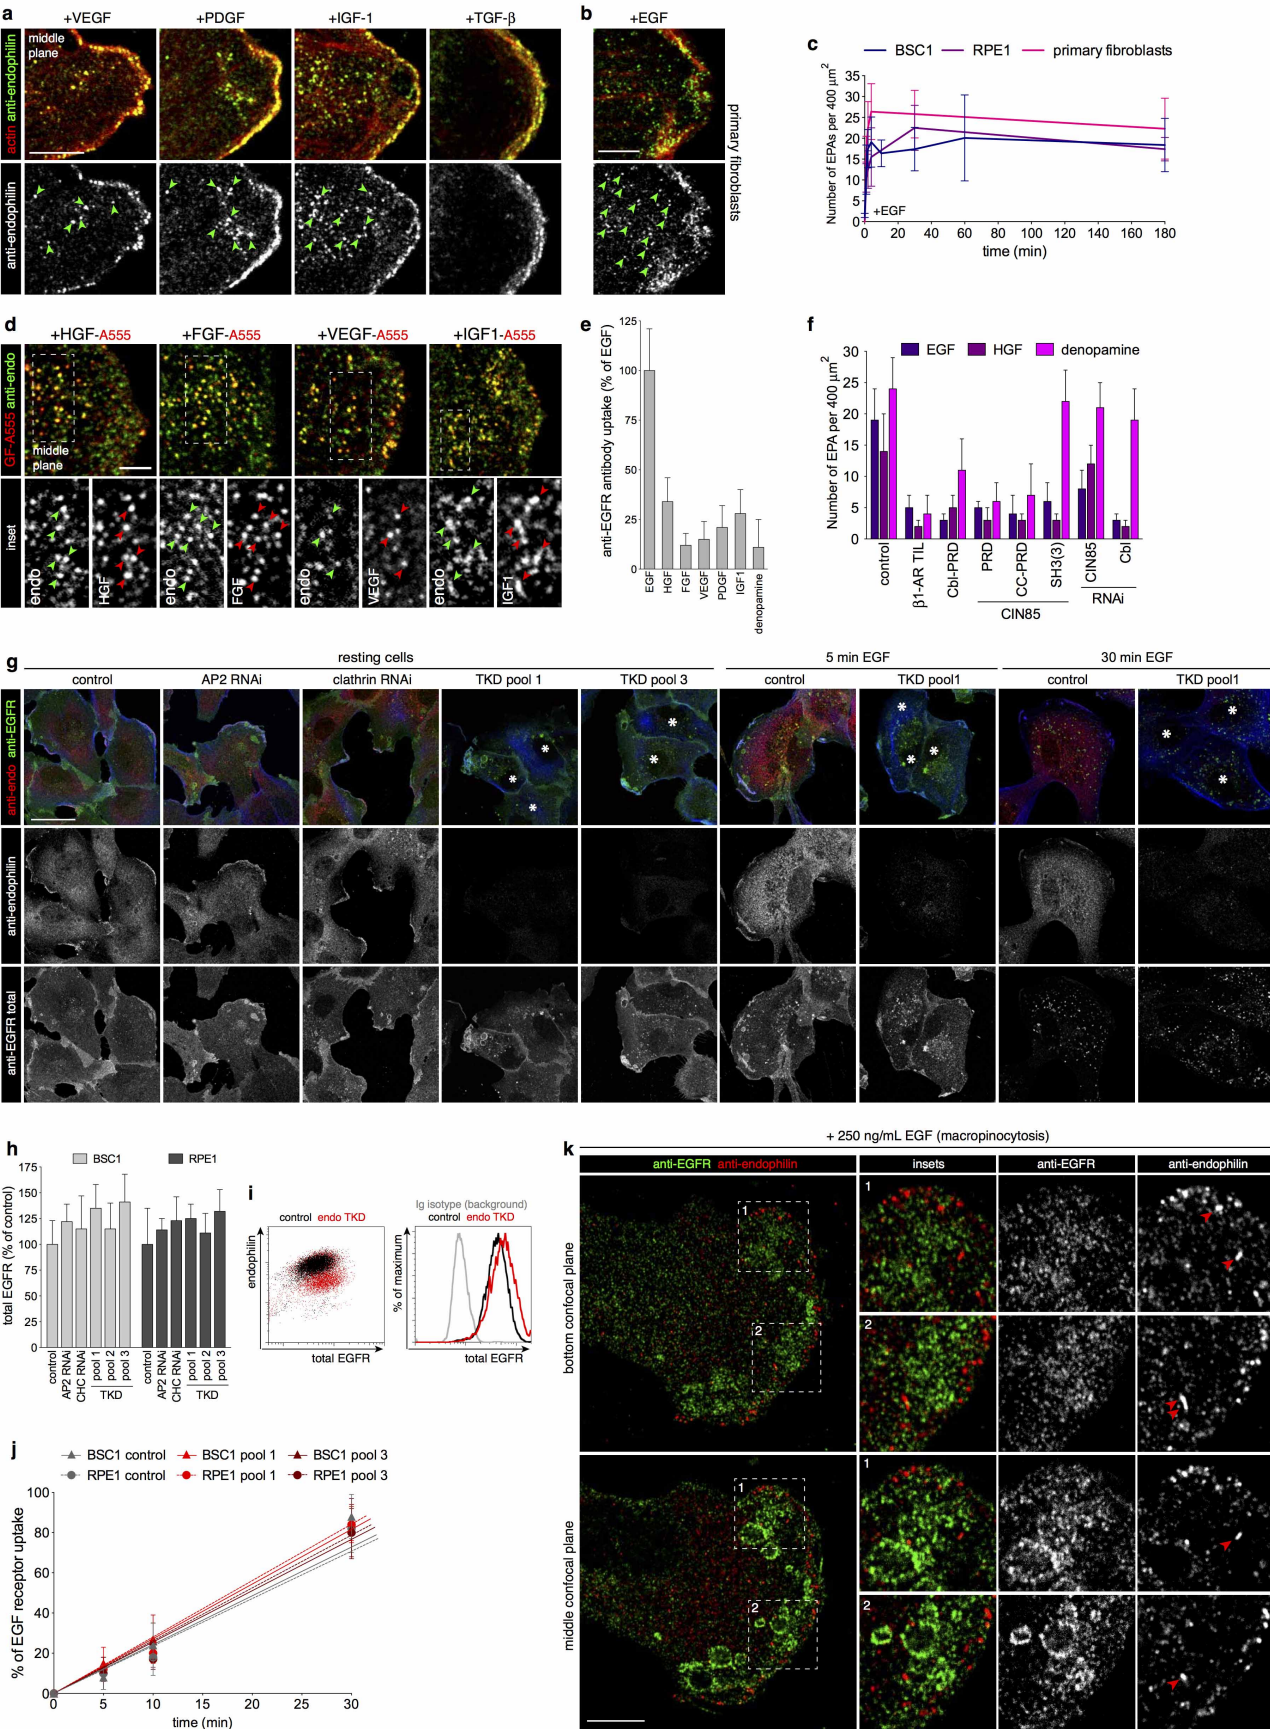 a
+VEGF +PDGF +IGF-1 +TGF-β
middle
plane
actin anti-endophilin
anti-endophilin
b
+EGF
primary fibroblasts
c
BSC1 RPE1 primary fibroblasts
Number of EPAs per 400 µm2
35
30
25
20
15
10
5
0
+EGF
0 20 40 60 80 100 120 140 160 180
time (min)
d
+HGF-A555 +FGF-A555 +VEGF-A555 +IGF1-A555
GF-A555 anti-endo
middle
plane
inset
endo HGF endo FGF endo VEGF endo IGF1
e
anti-EGFR antibody uptake (% of EGF)
125
100
75
50
25
0
EGF HGF FGF VEGF PDGF IGF1 denopamine
f
EGF HGF denopamine
Number of EPA per 400 µm2
30
25
20
15
10
5
0
control β1-AR TIL Cbl-PRD PRD CC-PRD SH3(3) CIN85 Cbl
CIN85 RNAi
g
resting cells 5 min EGF 30 min EGF
control AP2 RNAi clathrin RNAi TKD pool 1 TKD pool 3 control TKD pool1 control TKD pool1
anti-endo anti-EGFR
* * * * * * * * * * *
anti-endophilin
anti-EGFR total
h
BSC1 RPE1
total EGFR (% of control)
175
150
125
100
75
50
25
0
control AP2 RNAi CHC RNAi pool 1 pool 2 pool 3 control AP2 RNAi CHC RNAi pool 1 pool 2 pool 3
TKD TKD
i
control endo TKD
endophilin
total EGFR
Ig isotype (background)
control endo TKD
% of maximum
total EGFR
j
BSC1 control BSC1 pool 1 BSC1 pool 3
RPE1 control RPE1 pool 1 RPE1 pool 3
% of EGF receptor uptake
100
80
60
40
20
0
0 5 10 15 20 25 30
time (min)
k
+ 250 ng/mL EGF (macropinocytosis)
anti-EGFR anti-endophilin insets anti-EGFR anti-endophilin
bottom confocal plane
1
2
1
2
middle confocal plane
1
2
1
2